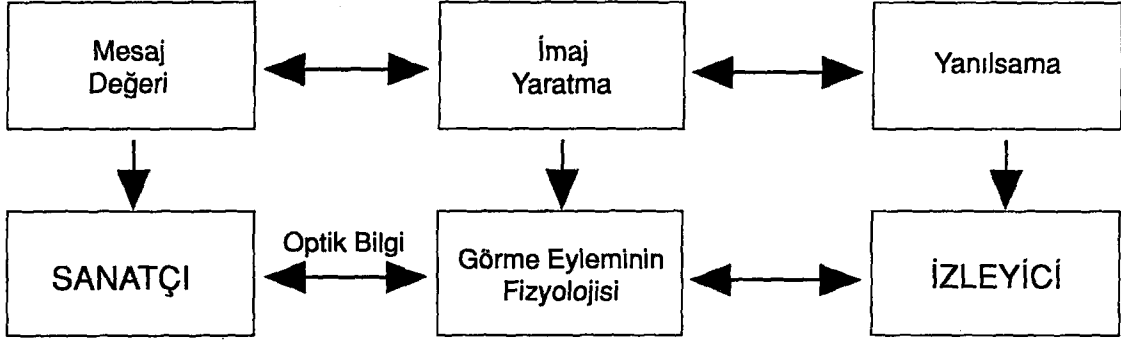 Mesaj
Değeri
İmaj
Yaratma
Yanılsama
SANATÇI
Optik Bilgi
Görme Eyleminin
Fizyolojisi
İZLEYİCİ